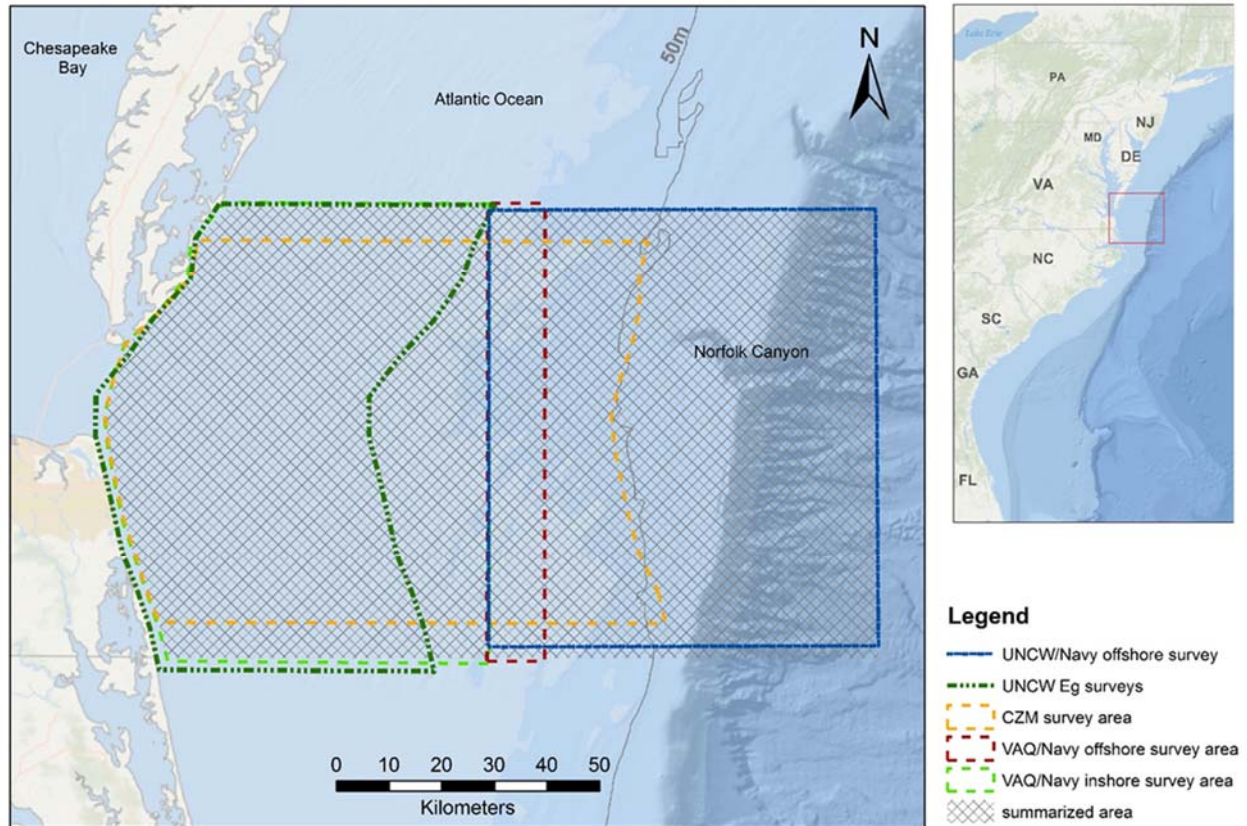 Chesapeake
Bay
Atlantic Ocean
50m
N
Norfolk Canyon
0 10 20 30 40 50
Kilometers
Lake Erie
PA
NJ
MD
DE
VA
NC
SC
GA
FL
Legend
UNCW/Navy offshore survey
UNCW Eg surveys
CZM survey area
VAQ/Navy offshore survey area
VAQ/Navy inshore survey area
summarized area